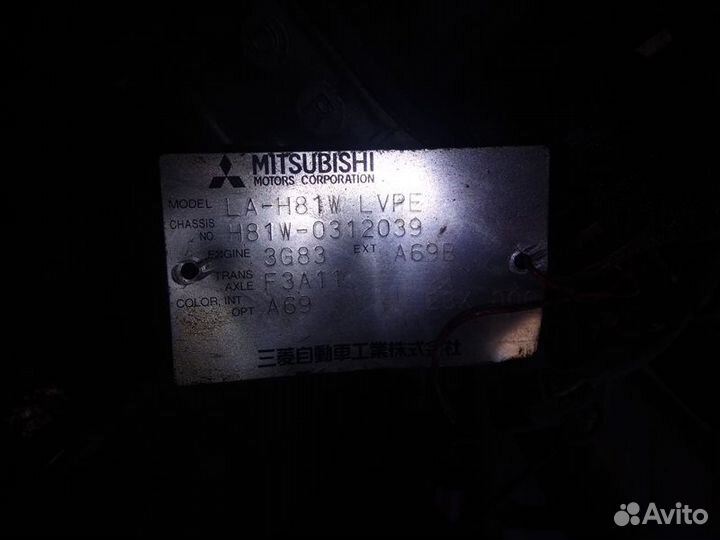 MITSUBISHI
MOTORS CORPORATION
MODEL LA-H81W LVPE
CHASSIS NO. H81W-0312039
ENGINE 3G83 EXT A69B
TRANS AXLE F3A11
COLOR, INT OPT A69
三菱自動車工業株式会社
Avito